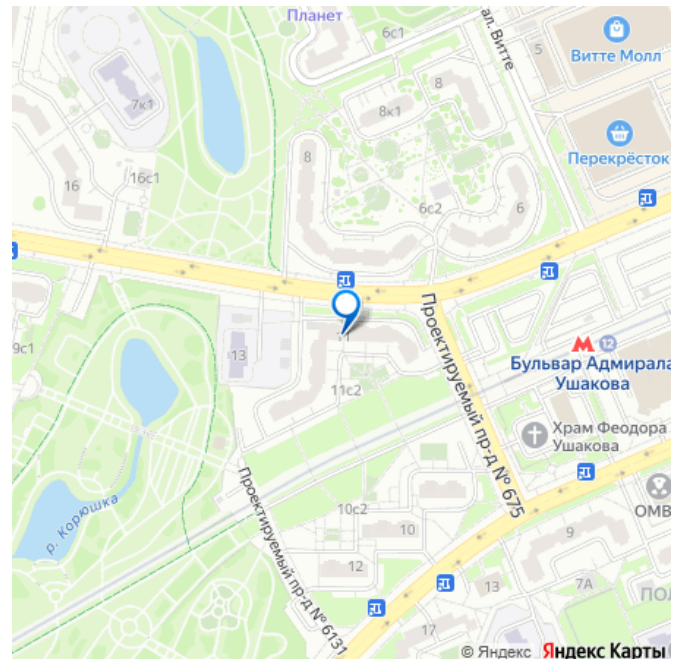 Планет
6с1
ал. Витте
5
Витте Молл
7к1
8
8к1
Перекрёсток
8
16с1
16
6с2
6
9с1
13
11с2
Проектируемый пр-д № 675
12
Бульвар Адмирала
Ушакова
Храм Феодора
Ушакова
р. Корюшка
Проектируемый пр-д № 6131
10с2
10
9
ОМВ
12
13
7А
ПОЛ
17
© Яндекс Яндекс Карты